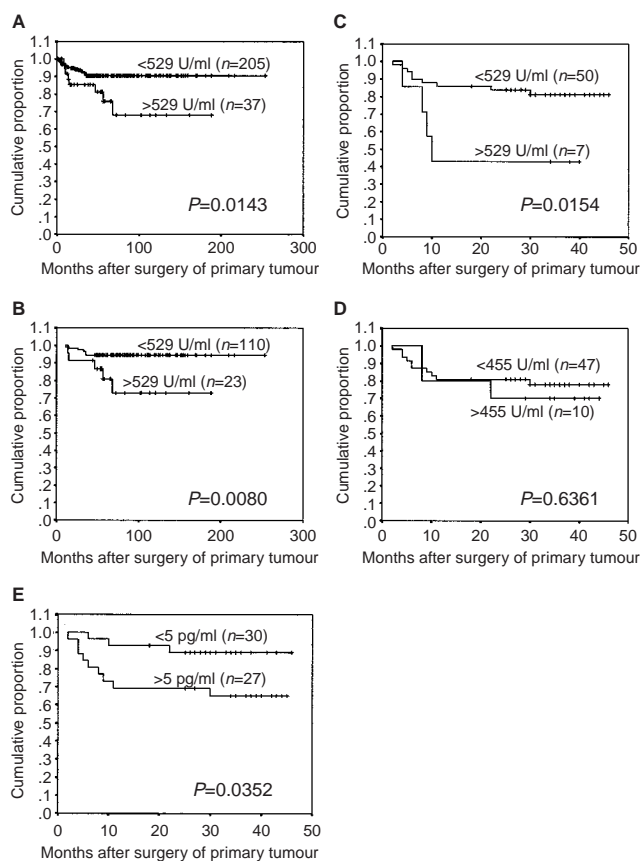 A
Cumulative proportion
1.1
1.0
.9
.8
.7
.6
.5
.4
.3
.2
.1
.0
<529 U/ml (n=205)
>529 U/ml (n=37)
P=0.0143
0 100 200 300
Months after surgery of primary tumour
C
Cumulative proportion
1.1
1.0
.9
.8
.7
.6
.5
.4
.3
.2
.1
.0
<529 U/ml (n=50)
>529 U/ml (n=7)
P=0.0154
0 10 20 30 40 50
Months after surgery of primary tumour
B
Cumulative proportion
1.1
1.0
.9
.8
.7
.6
.5
.4
.3
.2
.1
.0
<529 U/ml (n=110)
>529 U/ml (n=23)
P=0.0080
0 100 200 300
Months after surgery of primary tumour
D
Cumulative proportion
1.1
1.0
.9
.8
.7
.6
.5
.4
.3
.2
.1
.0
<455 U/ml (n=47)
>455 U/ml (n=10)
P=0.6361
0 10 20 30 40 50
Months after surgery of primary tumour
E
Cumulative proportion
1.1
1.0
.9
.8
.7
.6
.5
.4
.3
.2
.1
.0
<5 pg/ml (n=30)
>5 pg/ml (n=27)
P=0.0352
0 10 20 30 40 50
Months after surgery of primary tumour